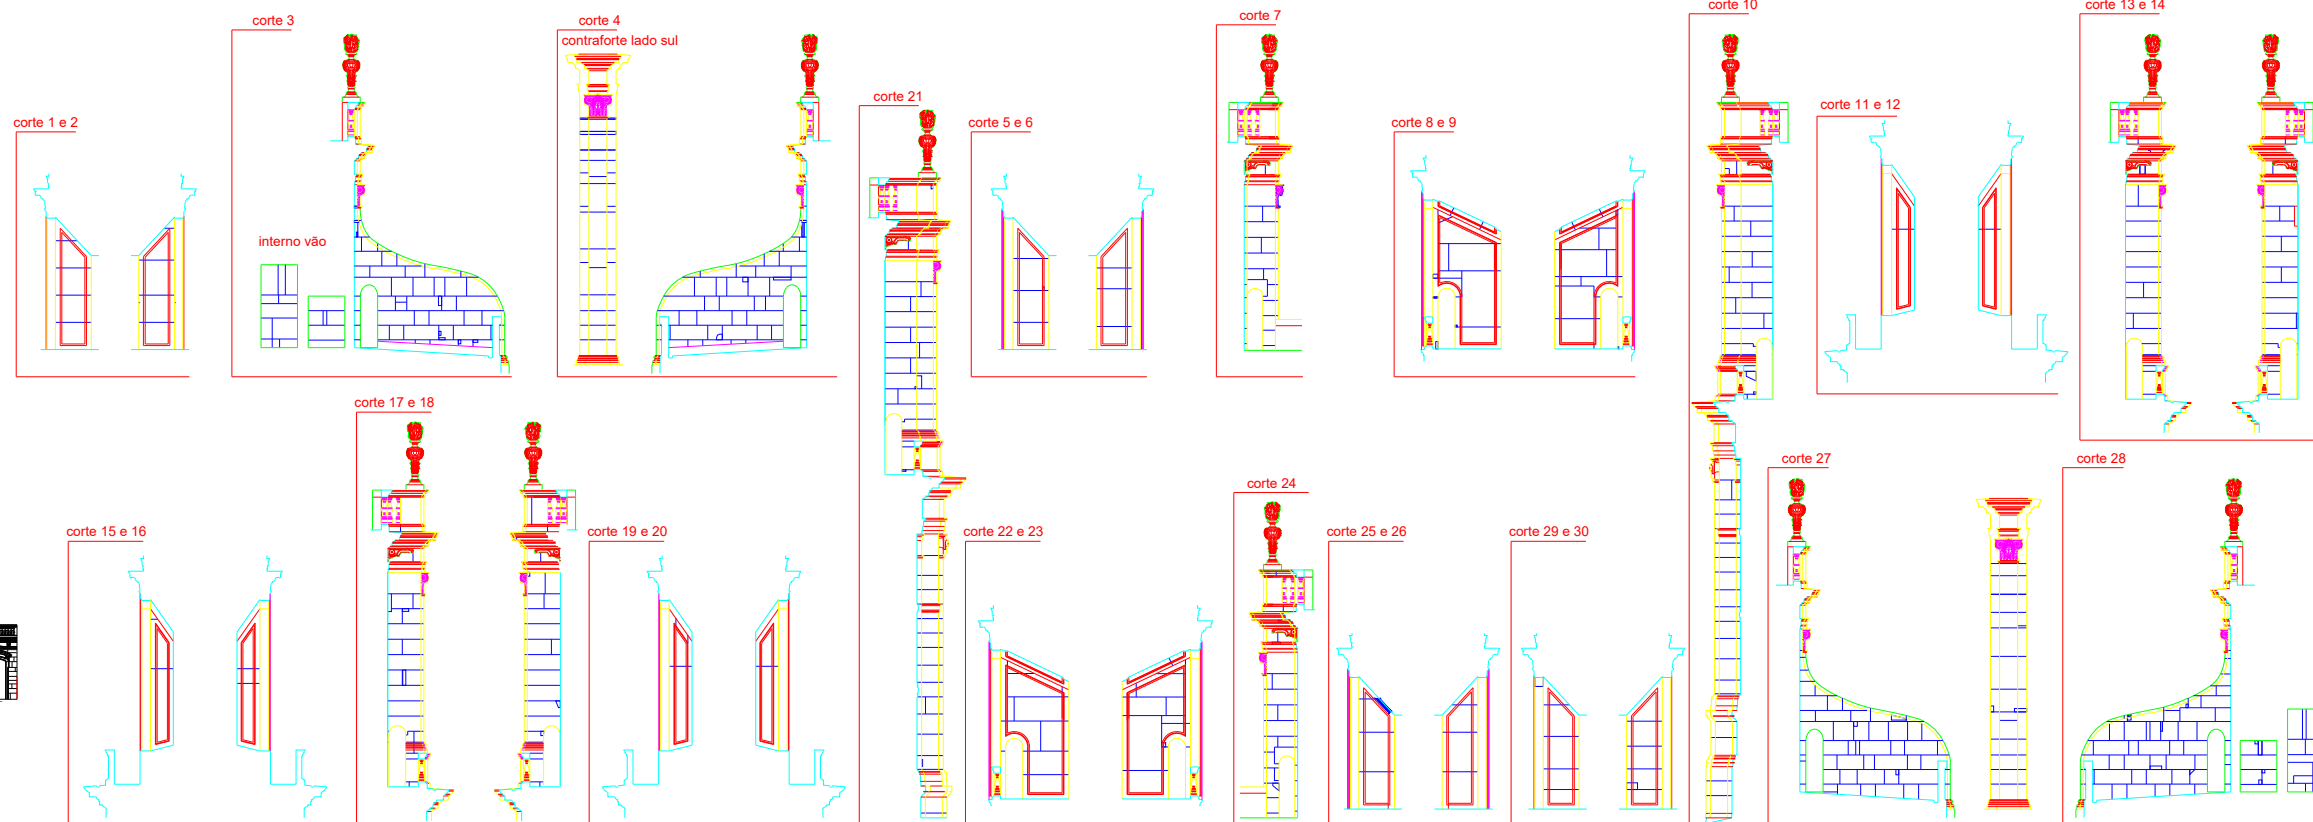 corte 1 e 2
corte 3
interno vão
corte 4
contraforte lado sul
corte 21
corte 5 e 6
corte 7
corte 8 e 9
corte 10
corte 11 e 12
corte 13 e 14
corte 15 e 16
corte 17 e 18
corte 19 e 20
corte 22 e 23
corte 24
corte 25 e 26
corte 29 e 30
corte 27
corte 28